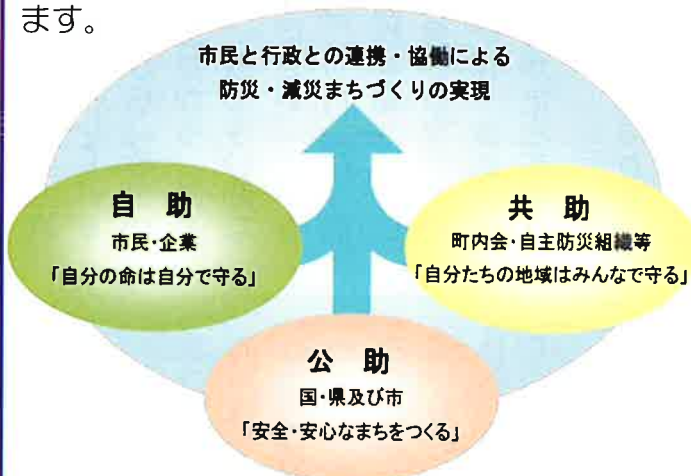 ます。
市民と行政との連携・協働による
防災・減災まちづくりの実現
自　助
市民・企業
「自分の命は自分で守る」
共　助
町内会・自主防災組織等
「自分たちの地域はみんなで守る」
公　助
国・県及び市
「安全・安心なまちをつくる」